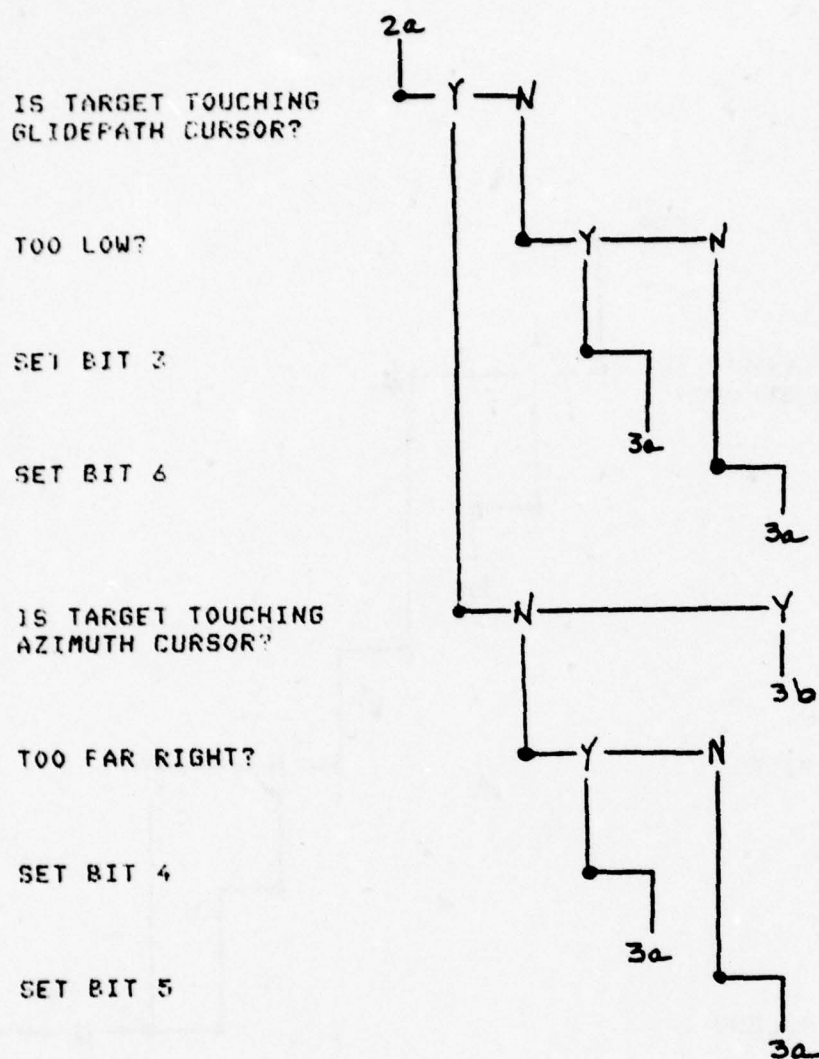 2a
IS TARGET TOUCHING Y N
GLIDEPATH CURSOR?
TOO LOW? Y N
SET BIT 3
3a
SET BIT 6
3a
IS TARGET TOUCHING N Y
AZIMUTH CURSOR?
3b
TOO FAR RIGHT? Y N
SET BIT 4
3a
SET BIT 5
3a